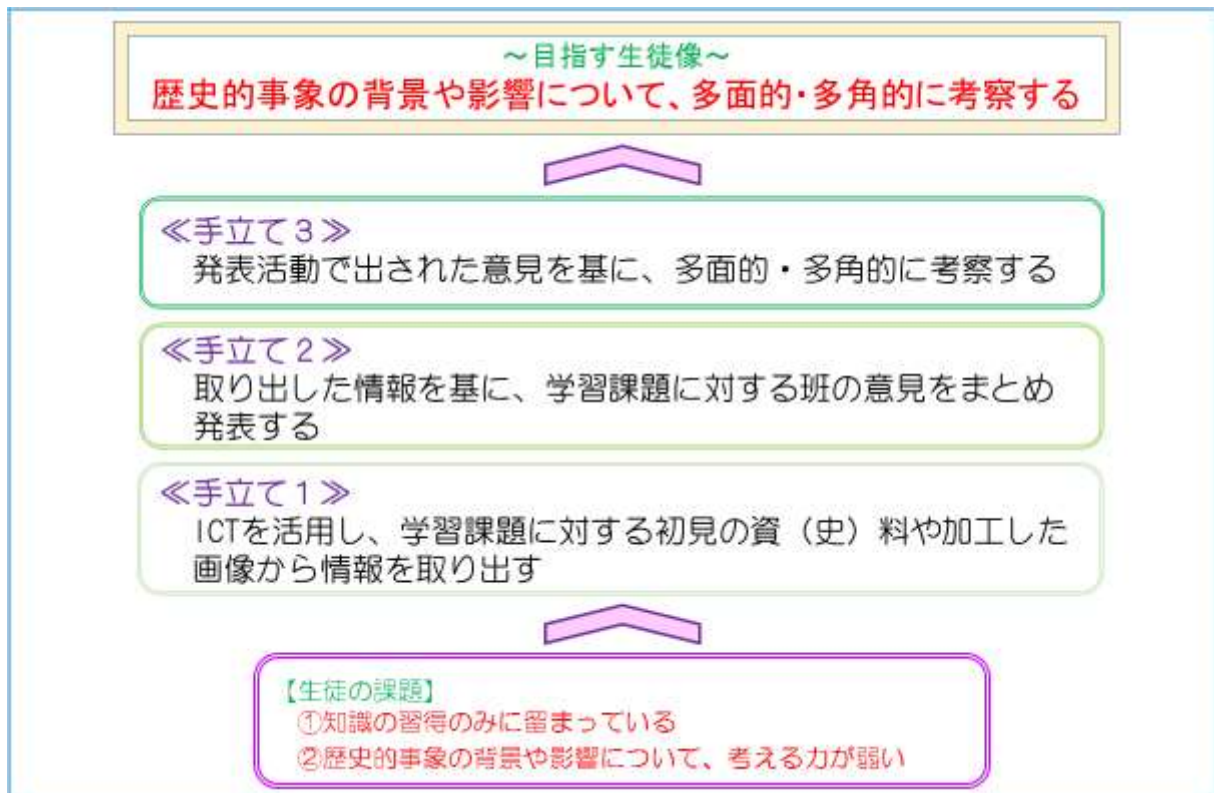 ～目指す生徒像～
歴史的事象の背景や影響について、多面的・多角的に考察する
≪手立て３≫
発表活動で出された意見を基に、多面的・多角的に考察する
≪手立て２≫
取り出した情報を基に、学習課題に対する班の意見をまとめ
発表する
≪手立て１≫
ICTを活用し、学習課題に対する初見の資（史）料や加工した
画像から情報を取り出す
【生徒の課題】
①知識の習得のみに留まっている
②歴史的事象の背景や影響について、考える力が弱い